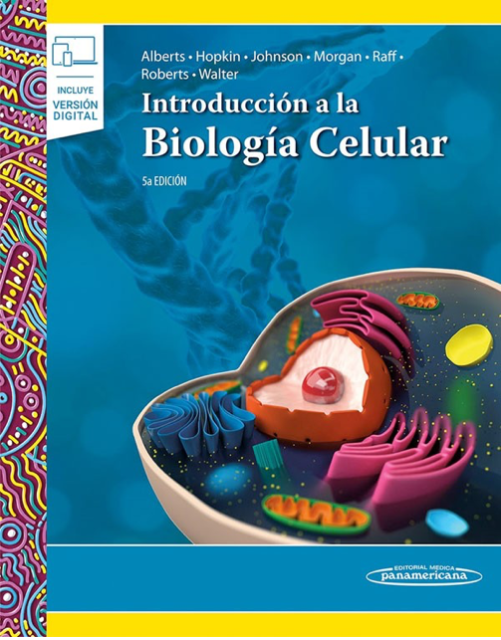 INCLUYE
VERSIÓN
DIGITAL
Alberts • Hopkin • Johnson • Morgan • Raff •
Roberts • Walter
Introducción a la
Biología Celular
5a EDICIÓN
EDITORIAL MEDICA
panamericana